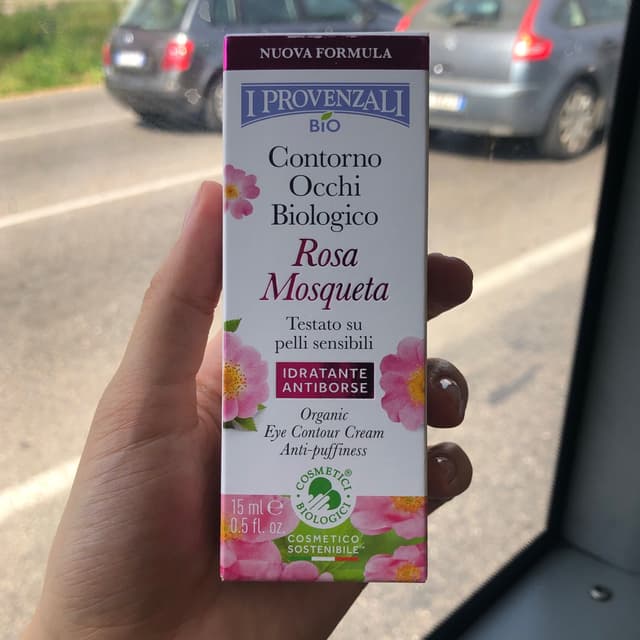 NUOVA FORMULA
I PROVENZALI
BIO
Contorno
Occhi
Biologico
Rosa
Mosqueta
Testato su
pelli sensibili
IDRATANTE
ANTIBORSE
Organic
Eye Contour Cream
Anti-puffiness
COSMETICI®
BIOLOGICI
15 ml ℮
0.5 fl. oz.
COSMETICO
SOSTENIBILE™